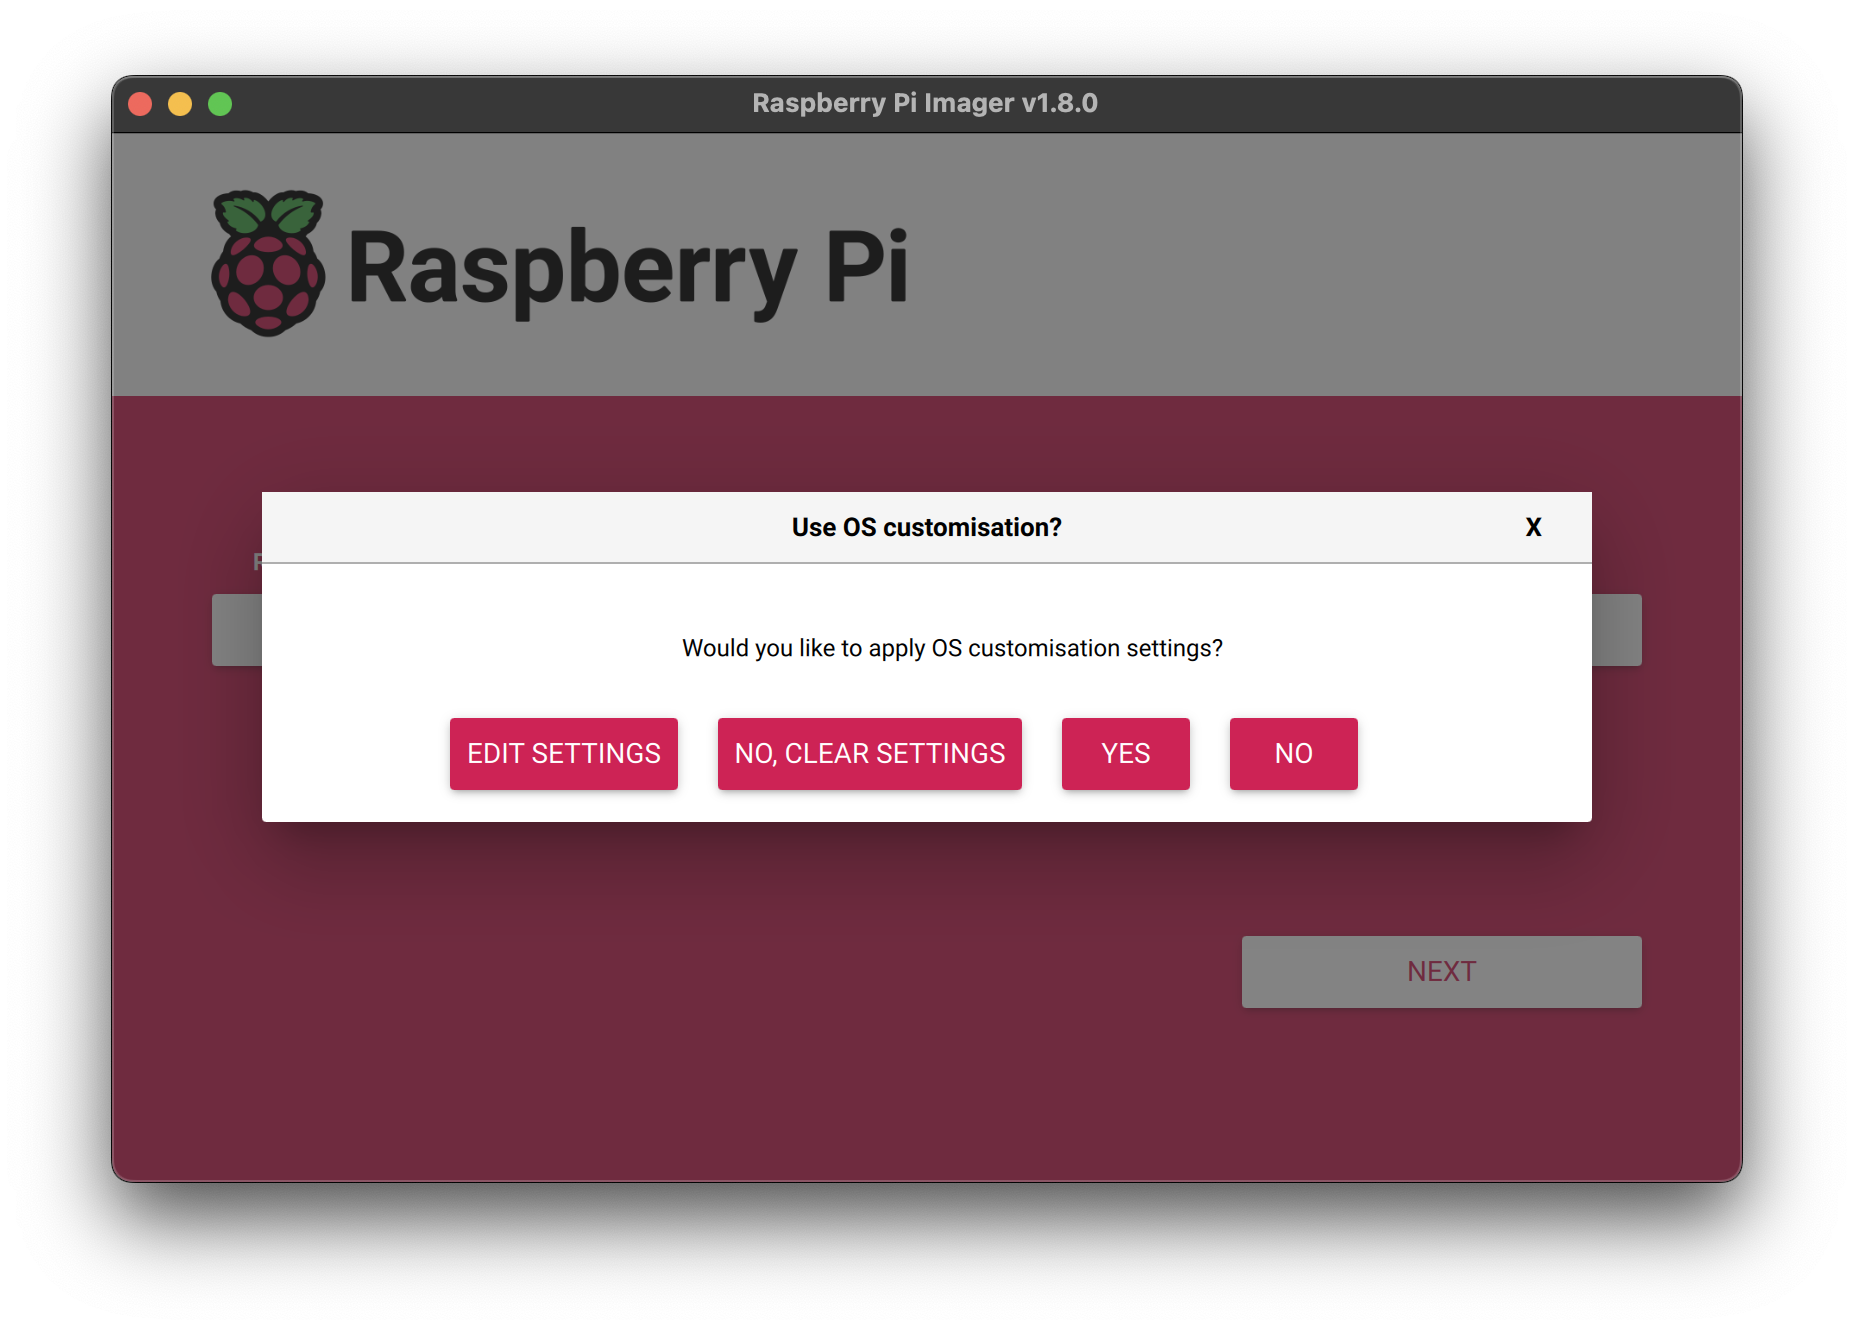 Raspberry Pi Imager v1.8.0
Raspberry Pi
Use OS customisation?
X
Would you like to apply OS customisation settings?
EDIT SETTINGS
NO, CLEAR SETTINGS
YES
NO
NEXT